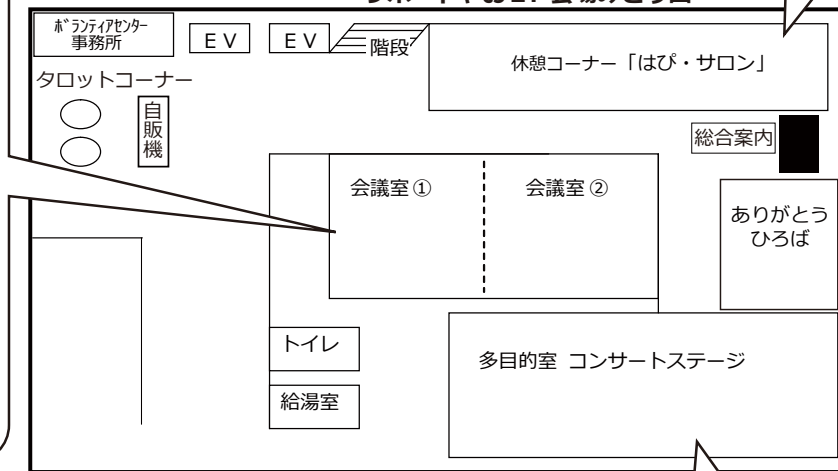 ﾎﾞﾗﾝﾃｨｱｾﾝﾀｰ
事務所
ＥＶ
ＥＶ
階段
休憩コーナー「はぴ・サロン」
タロットコーナー
自販機
総合案内
会議室①
会議室②
ありがとう
ひろば
トイレ
多目的室 コンサートステージ
給湯室